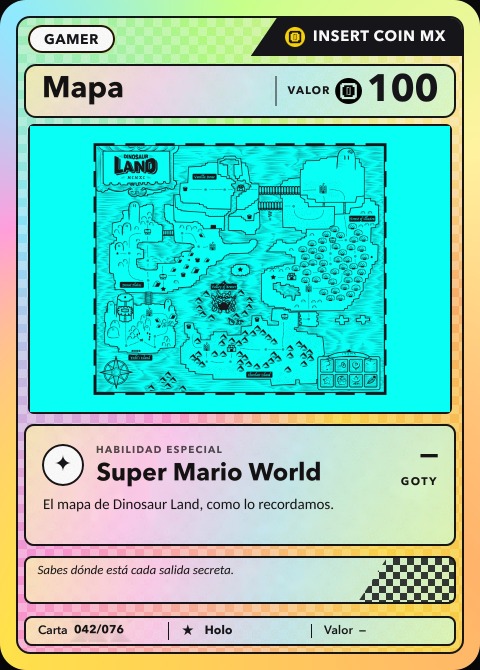 GAMER
INSERT COIN MX
Mapa
VALOR 100
DINOSAUR
LAND
HABILIDAD ESPECIAL
Super Mario World
—
GOTY
El mapa de Dinosaur Land, como lo recordamos.
Sabes dónde está cada salida secreta.
Carta 042/076
★ Holo
Valor —